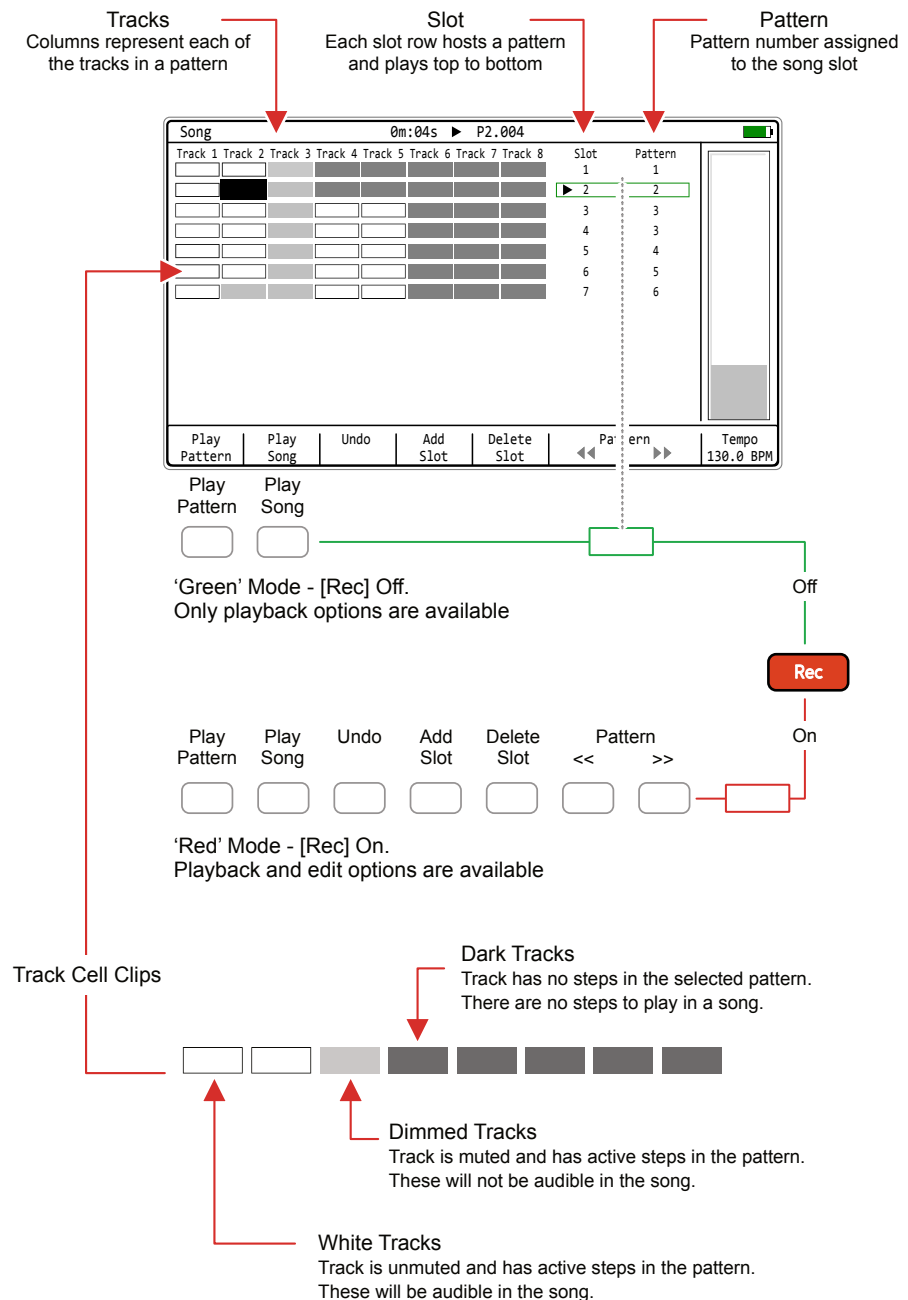 Tracks
Columns represent each of
the tracks in a pattern
Slot
Each slot row hosts a pattern
and plays top to bottom
Pattern
Pattern number assigned
to the song slot
Song 0m:04s ▶ P2.004
Track 1 Track 2 Track 3 Track 4 Track 5 Track 6 Track 7 Track 8 Slot Pattern
1 1
▶ 2 2
3 3
4 3
5 4
6 5
7 6
Play Pattern
Play Song
Undo
Add Slot
Delete Slot
Pattern ◀◀ ▶▶
Tempo
130.0 BPM
Play Pattern
Play Song
'Green' Mode - [Rec] Off.
Only playback options are available
Off
Rec
On
Play Pattern
Play Song
Undo
Add Slot
Delete Slot
Pattern
<< >>
'Red' Mode - [Rec] On.
Playback and edit options are available
Track Cell Clips
Dark Tracks
Track has no steps in the selected pattern.
There are no steps to play in a song.
Dimmed Tracks
Track is muted and has active steps in the pattern.
These will not be audible in the song.
White Tracks
Track is unmuted and has active steps in the pattern.
These will be audible in the song.